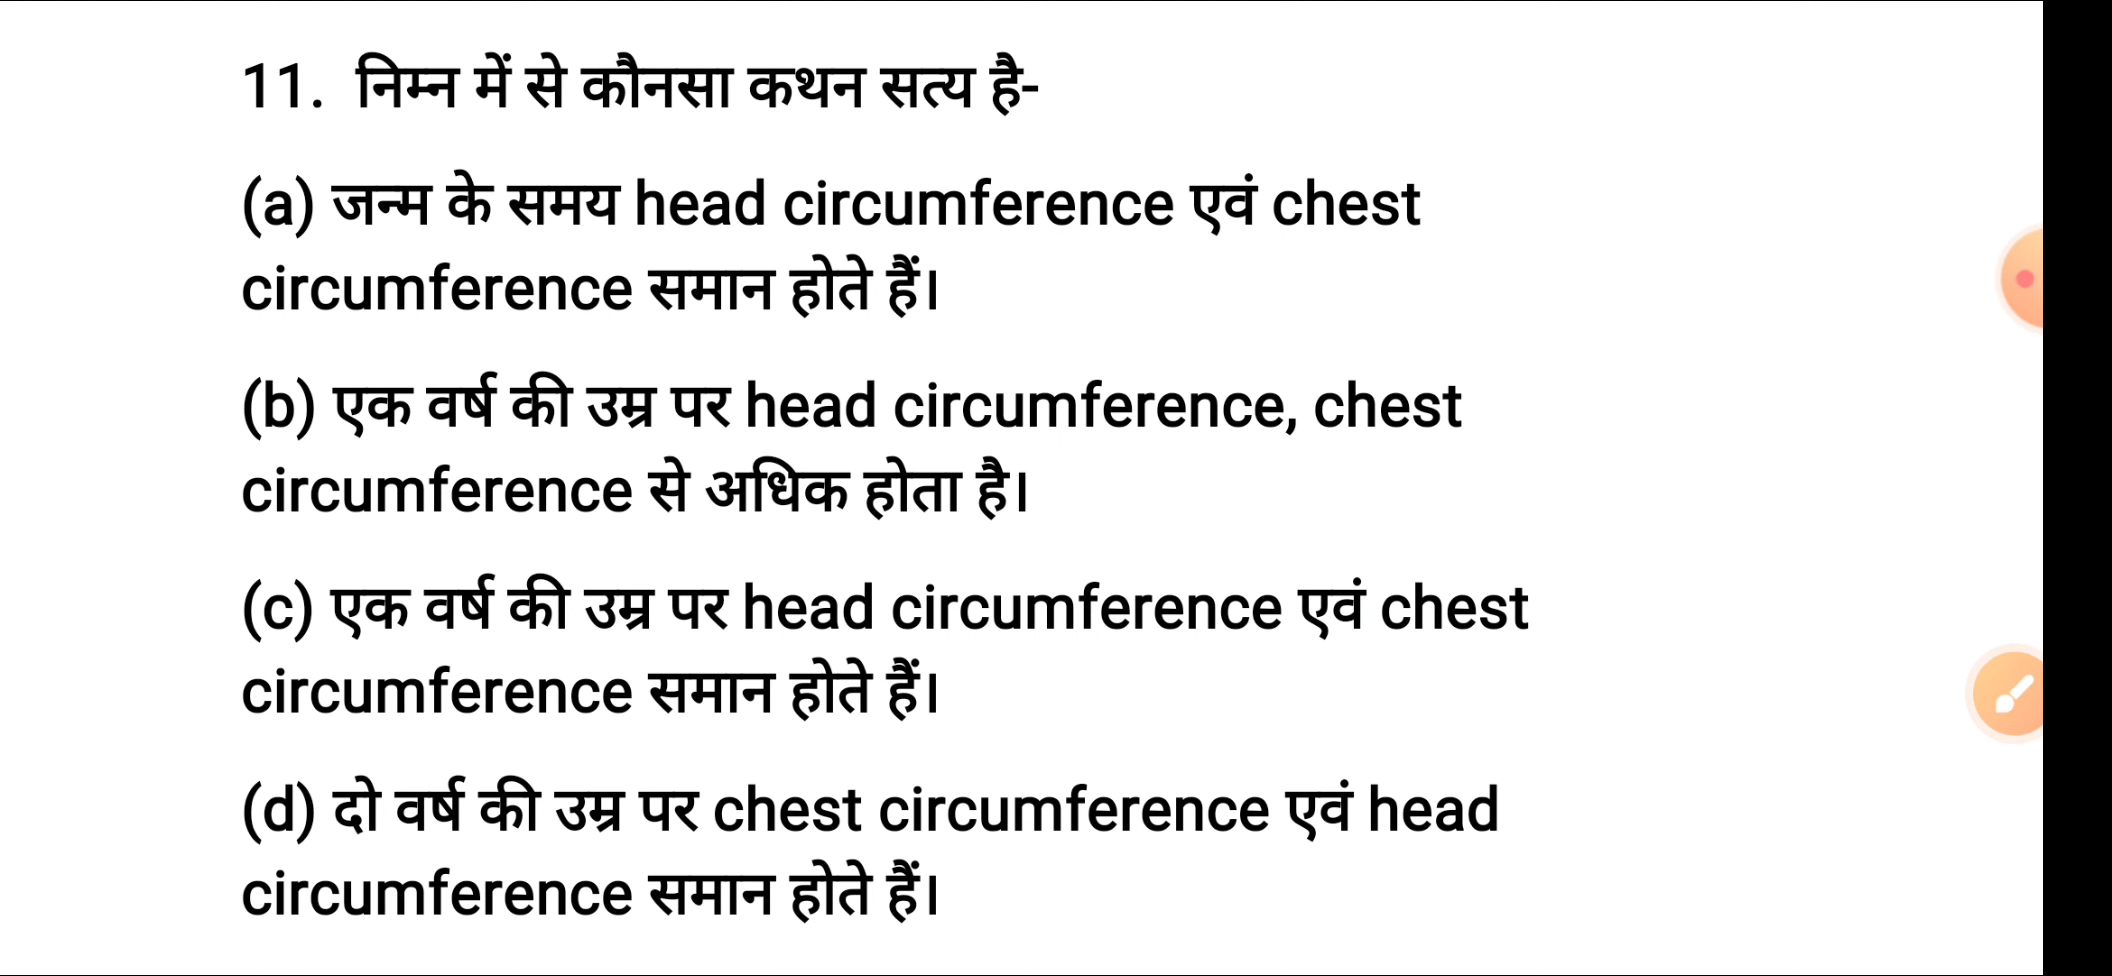 11. निम्न में से कौनसा कथन सत्य है-
(a) जन्म के समय head circumference एवं chest
circumference समान होते हैं।
(b) एक वर्ष की उम्र पर head circumference, chest
circumference से अधिक होता है।
(c) एक वर्ष की उम्र पर head circumference एवं chest
circumference समान होते हैं।
(d) दो वर्ष की उम्र पर chest circumference एवं head
circumference समान होते हैं।